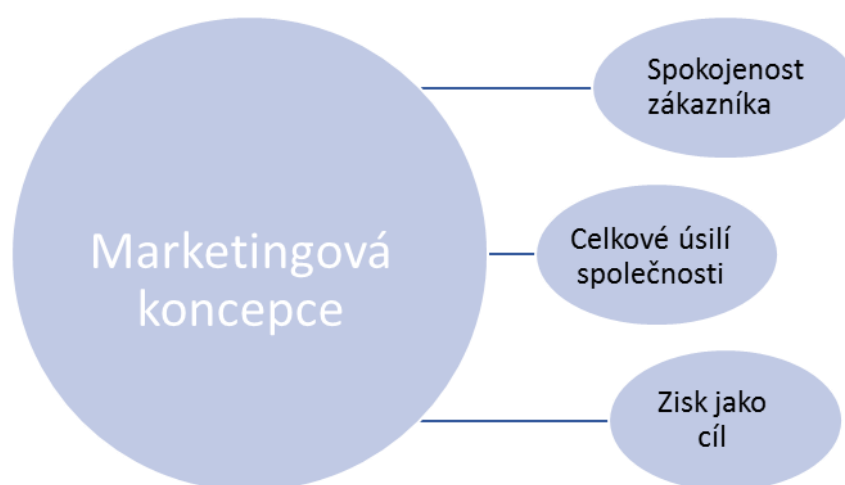 Marketingová
koncepce
Spokojenost
zákazníka
Celkové úsilí
společnosti
Zisk jako
cíl